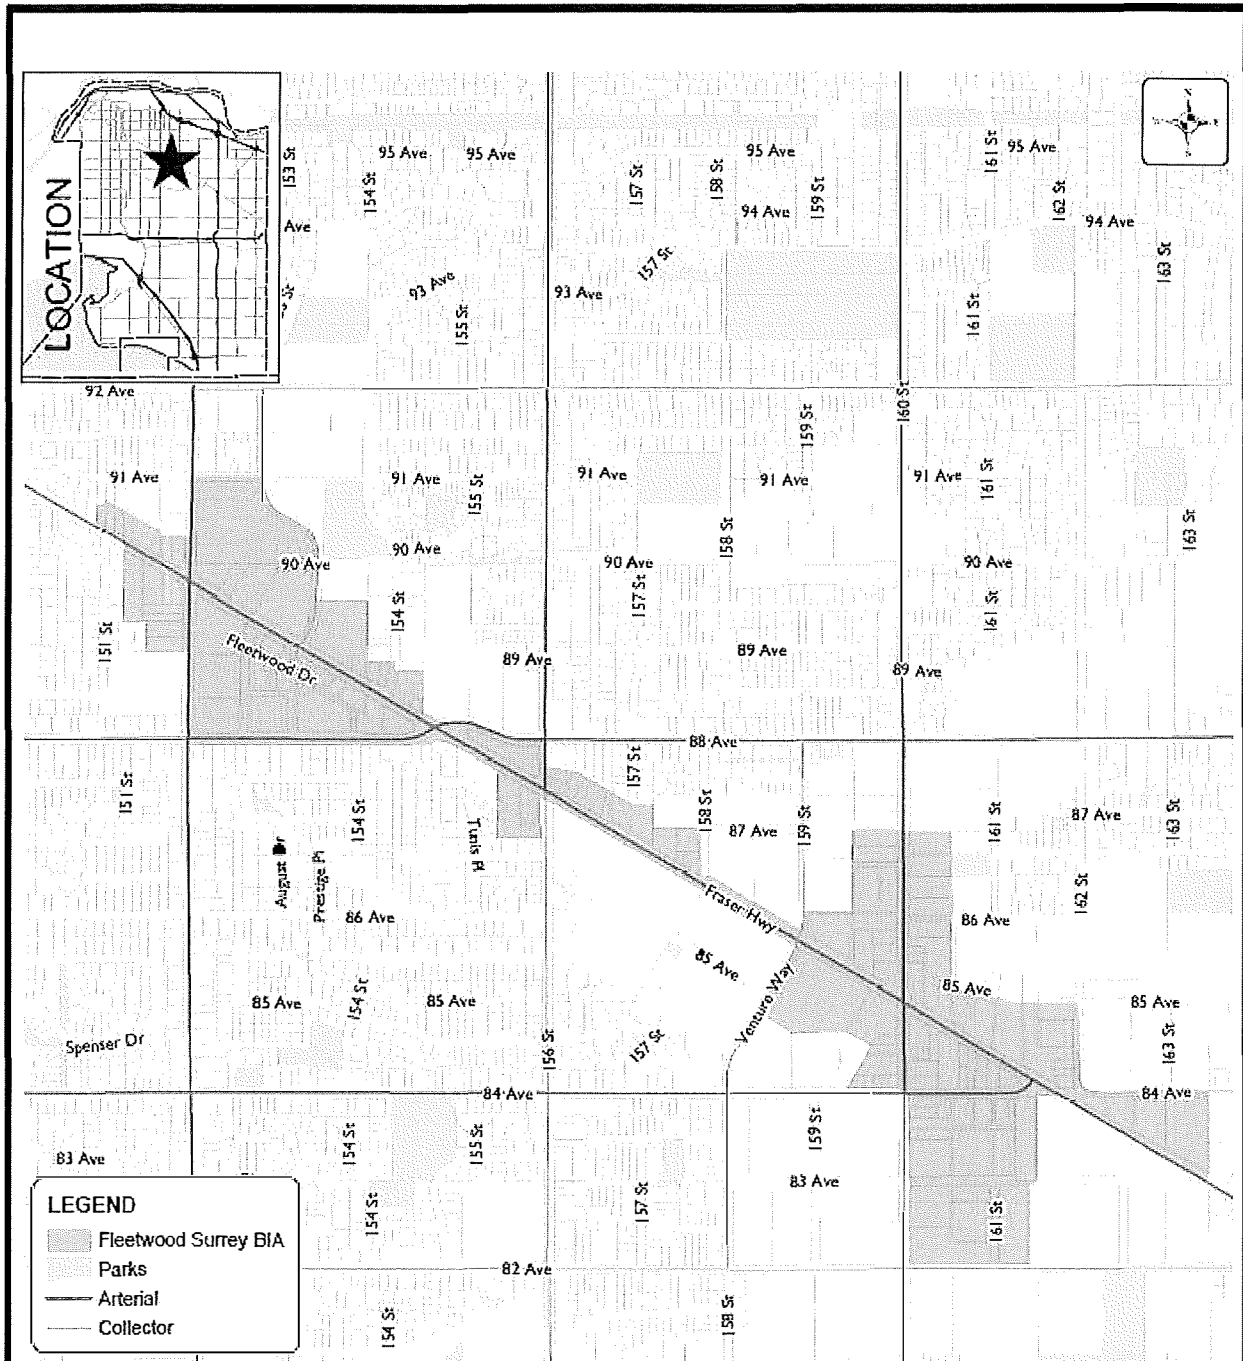 LOCATION
N
153 St
154 St
95 Ave
95 Ave
157 St
158 St
95 Ave
159 St
161 St
95 Ave
162 St
94 Ave
94 Ave
Ave
163 St
157 St
93 Ave
93 Ave
St
155 St
161 St
92 Ave
160 St
159 St
91 Ave
91 Ave
155 St
91 Ave
91 Ave
91 Ave
161 St
158 St
163 St
90 Ave
90 Ave
90 Ave
90 Ave
157 St
154 St
161 St
151 St
Fleetwood Dr
89 Ave
89 Ave
89 Ave
88 Ave
151 St
157 St
154 St
Tunis Pl
158 St
87 Ave
159 St
161 St
87 Ave
163 St
August Dr
Prestige Pl
86 Ave
Fraser Hwy
86 Ave
162 St
85 Ave
85 Ave
154 St
85 Ave
Venture Way
85 Ave
85 Ave
Spenser Dr
156 St
157 St
163 St
84 Ave
84 Ave
83 Ave
154 St
155 St
159 St
83 Ave
154 St
157 St
161 St
82 Ave
154 St
158 St
LEGEND
Fleetwood Surrey BIA
Parks
Arterial
Collector